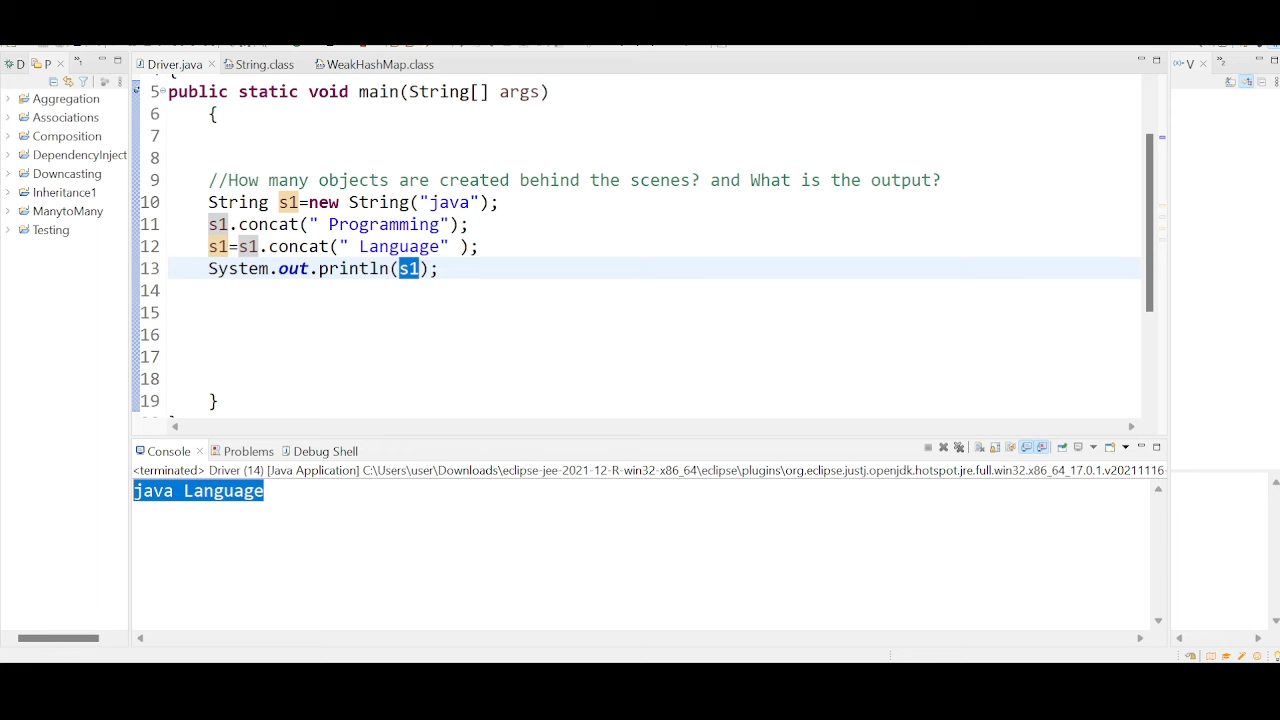 D P Driver.java String.class WeakHashMap.class V
Aggregation
Associations
Composition
DependencyInject
Downcasting
Inheritance1
ManytoMany
Testing
5 public static void main(String[] args)
6 {
7
8
9 //How many objects are created behind the scenes? and What is the output?
10 String s1=new String("java");
11 s1.concat(" Programming");
12 s1=s1.concat(" Language" );
13 System.out.println(s1);
14
15
16
17
18
19 }
Console Problems Debug Shell
<terminated> Driver (14) [Java Application] C:\Users\user\Downloads\eclipse-jee-2021-12-R-win32-x86_64\eclipse\plugins\org.eclipse.justj.openjdk.hotspot.jre.full.win32.x86_64_17.0.1.v20211116-
java Language